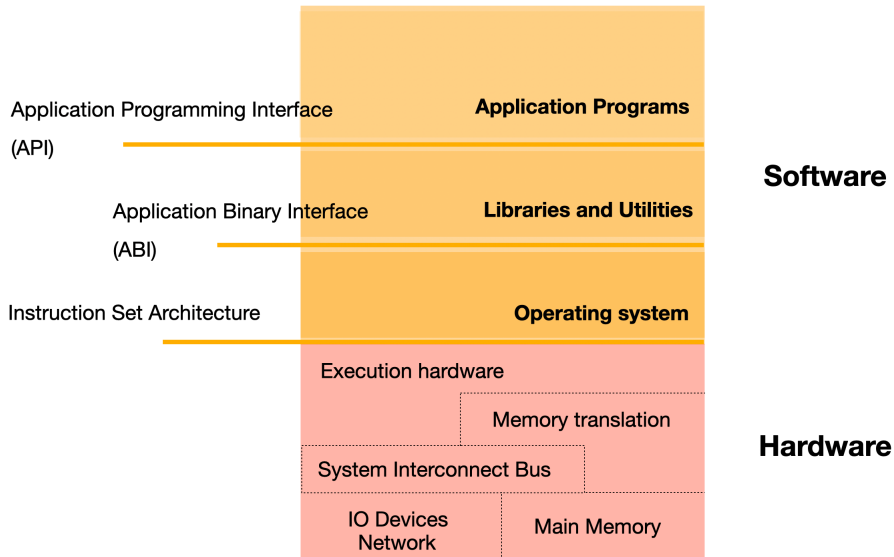 Application Programming Interface
(API)
Application Programs
Software
Application Binary Interface
(ABI)
Libraries and Utilities
Instruction Set Architecture
Operating system
Execution hardware
Memory translation
Hardware
System Interconnect Bus
IO Devices
Network
Main Memory